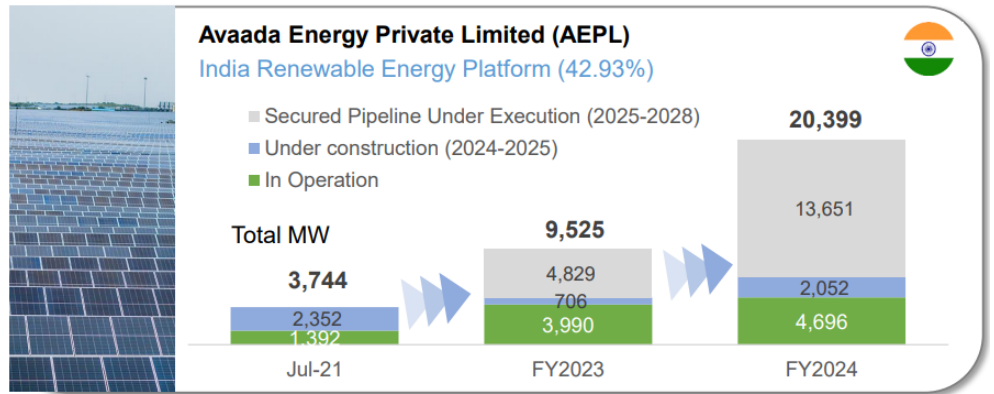 Avaada Energy Private Limited (AEPL)
India Renewable Energy Platform (42.93%)
Secured Pipeline Under Execution (2025-2028)
Under construction (2024-2025)
In Operation
Total MW
3,744
2,352
1,392
Jul-21
9,525
4,829
706
3,990
FY2023
20,399
13,651
2,052
4,696
FY2024